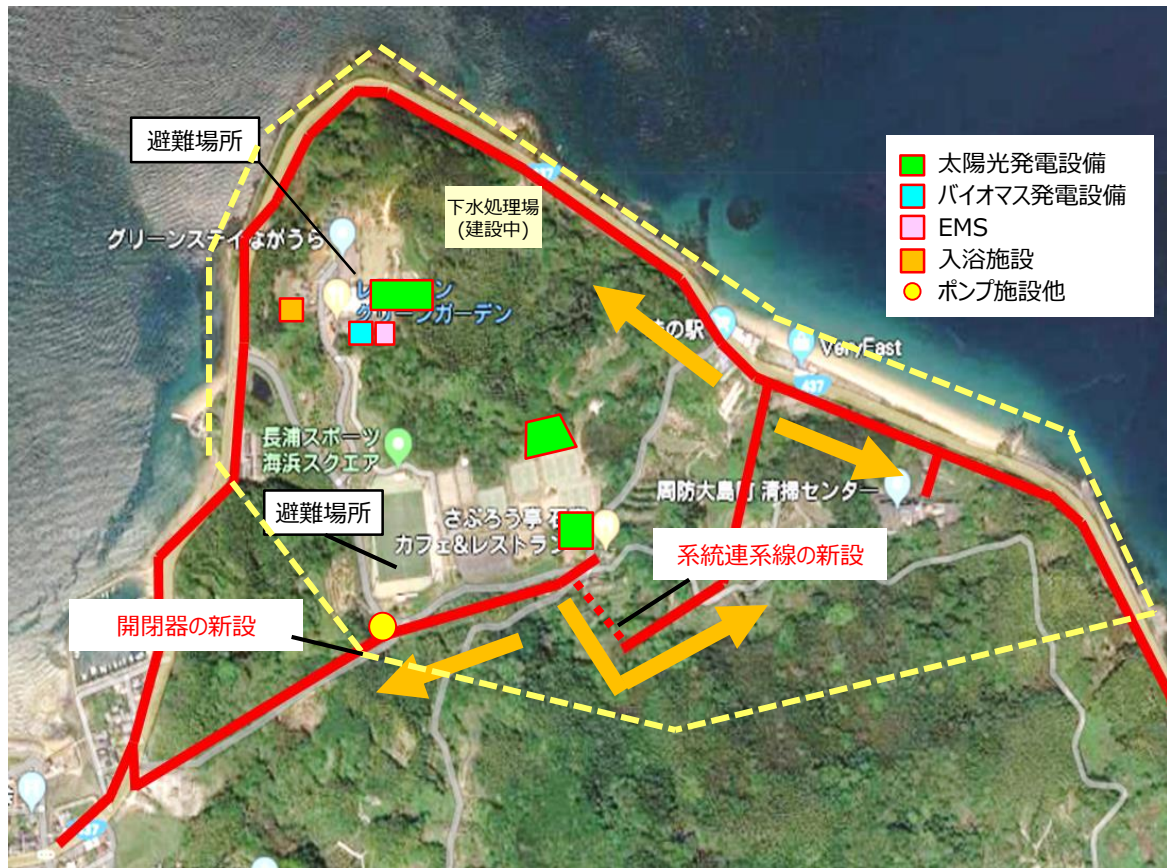 避難場所
下水処理場
(建設中)
太陽光発電設備
バイオマス発電設備
EMS
入浴施設
ポンプ施設他
グリーンステイながうら
グリーンガーデン
の駅
VeryEast
437
長浦スポーツ
海浜スクエア
周防大島町 清掃センター
避難場所
さぶろう亭
カフェ&レストラン
系統連系線の新設
開閉器の新設
437